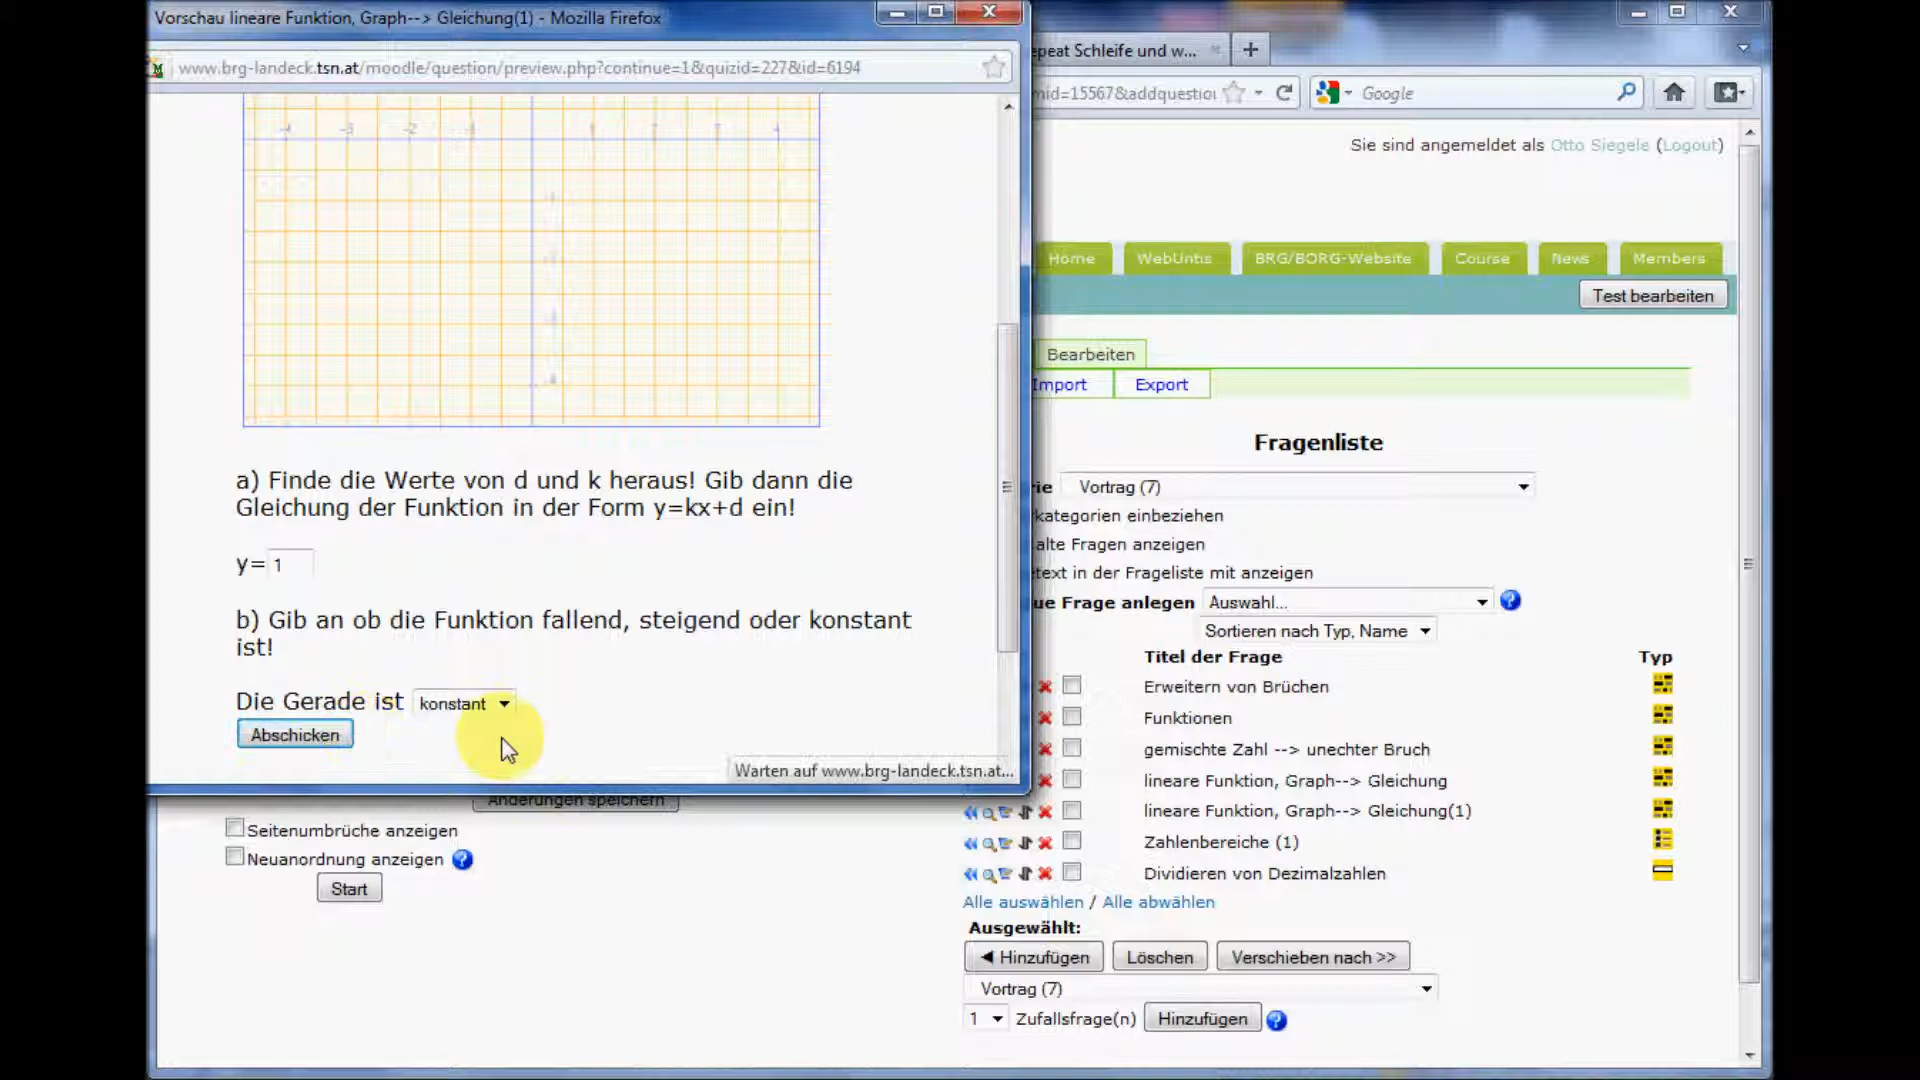 Vorschau lineare Funktion, Graph--> Gleichung(1) - Mozilla Firefox
www.brg-landeck.tsn.at/moodle/question/preview.php?continue=1&quizid=227&id=6194
epeat Schleife und w...
mid=15567&addquestion
Google
Sie sind angemeldet als Otto Siegele (Logout)
Home
WebUntis
BRG/BORG-Website
Course
News
Members
Test bearbeiten
Bearbeiten
Import
Export
-4 -3 -2
a) Finde die Werte von d und k heraus! Gib dann die
Gleichung der Funktion in der Form y=kx+d ein!
y= 1
b) Gib an ob die Funktion fallend, steigend oder konstant
ist!
Die Gerade ist konstant
Abschicken
Warten auf www.brg-landeck.tsn.at...
Änderungen speichern
Seitenumbrüche anzeigen
Neuanordnung anzeigen
Start
Fragenliste
rie Vortrag (7)
kategorien einbeziehen
alte Fragen anzeigen
text in der Frageliste mit anzeigen
ue Frage anlegen Auswahl...
Sortieren nach Typ, Name
Titel der Frage
Typ
Erweitern von Brüchen
Funktionen
gemischte Zahl --> unechter Bruch
lineare Funktion, Graph--> Gleichung
lineare Funktion, Graph--> Gleichung(1)
Zahlenbereiche (1)
Dividieren von Dezimalzahlen
Alle auswählen / Alle abwählen
Ausgewählt:
Hinzufügen
Löschen
Verschieben nach >>
Vortrag (7)
1 Zufallsfrage(n) Hinzufügen